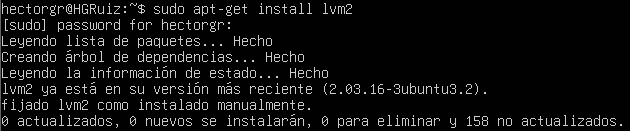 hectorgr@HGRuiz:~$ sudo apt-get install lvm2
[sudo] password for hectorgr:
Leyendo lista de paquetes... Hecho
Creando árbol de dependencias... Hecho
Leyendo la información de estado... Hecho
lvm2 ya está en su versión más reciente (2.03.16-3ubuntu3.2).
fijado lvm2 como instalado manualmente.
0 actualizados, 0 nuevos se instalarán, 0 para eliminar y 158 no actualizados.